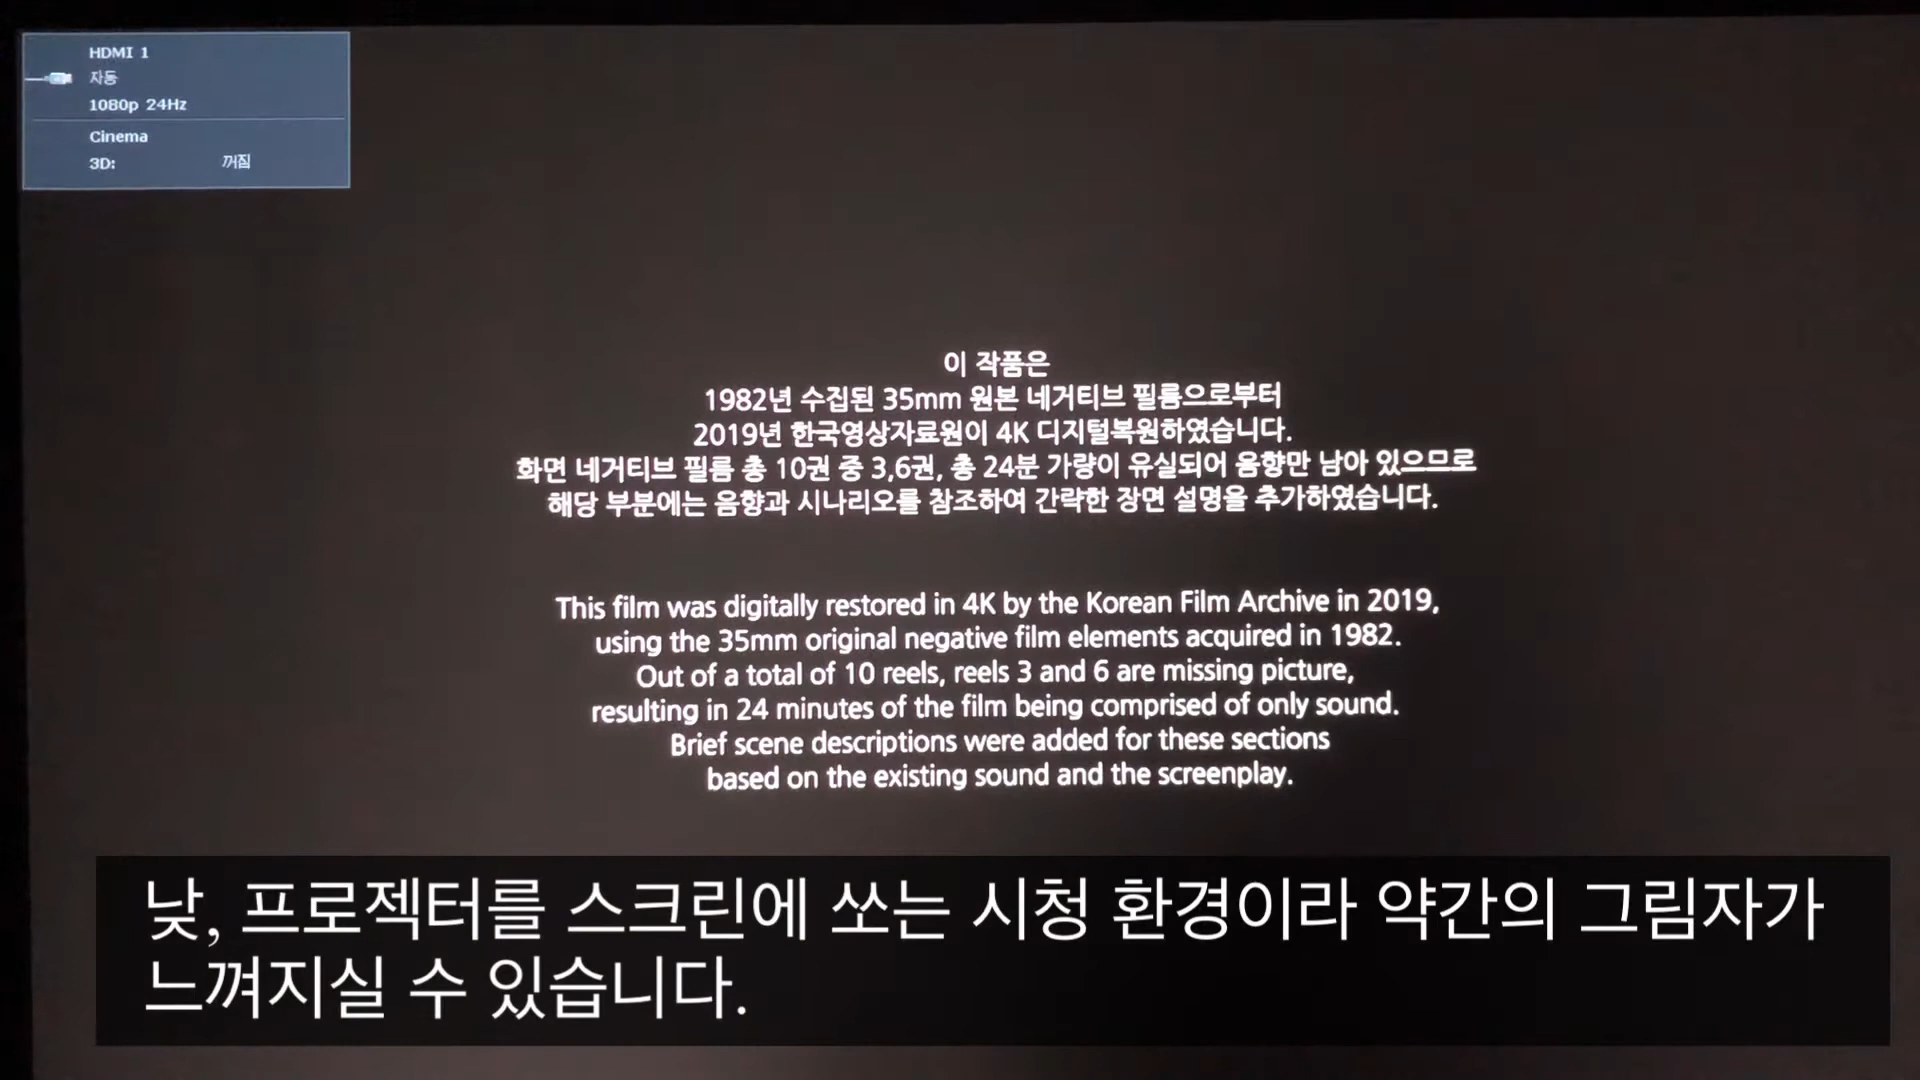 HDMI 1
자동
1080p 24Hz
Cinema
3D: 꺼짐
이 작품은
1982년 수집된 35mm 원본 네거티브 필름으로부터
2019년 한국영상자료원이 4K 디지털복원하였습니다.
화면 네거티브 필름 총 10권 중 3,6권, 총 24분 가량이 유실되어 음향만 남아 있으므로
해당 부분에는 음향과 시나리오를 참조하여 간략한 장면 설명을 추가하였습니다.
This film was digitally restored in 4K by the Korean Film Archive in 2019,
using the 35mm original negative film elements acquired in 1982.
Out of a total of 10 reels, reels 3 and 6 are missing picture,
resulting in 24 minutes of the film being comprised of only sound.
Brief scene descriptions were added for these sections
based on the existing sound and the screenplay.
낮, 프로젝터를 스크린에 쏘는 시청 환경이라 약간의 그림자가
느껴지실 수 있습니다.